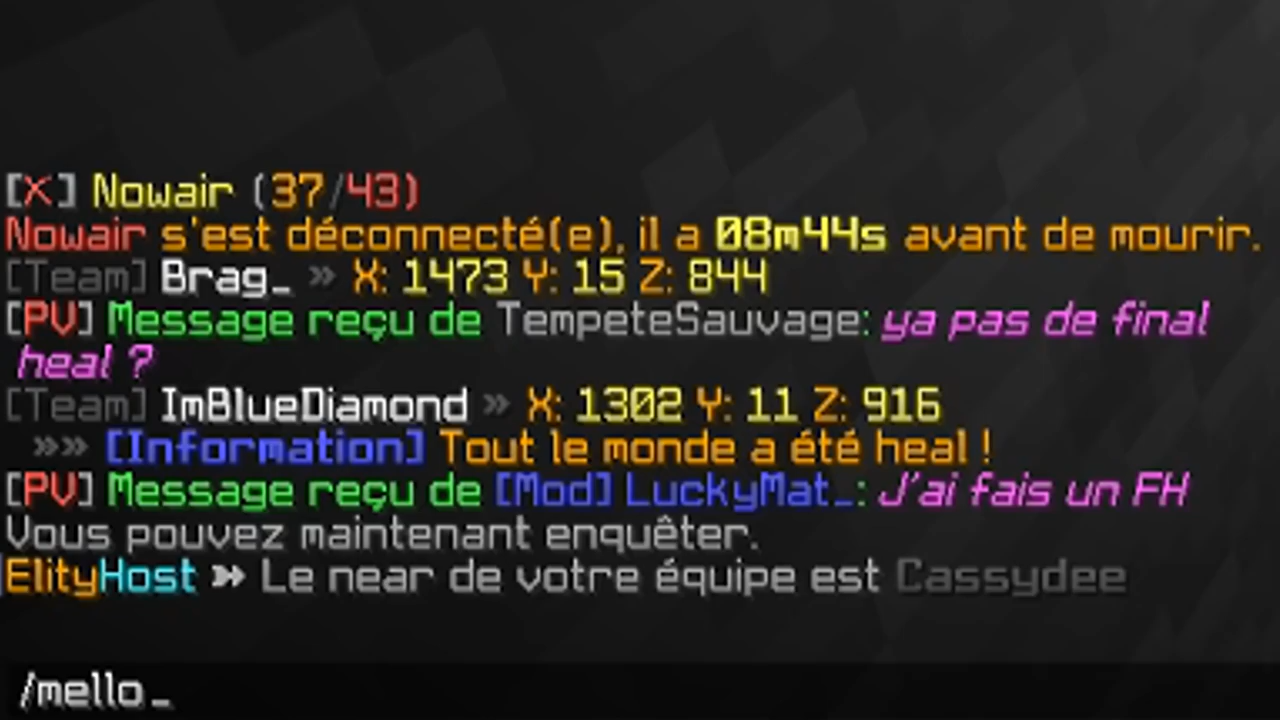 [X] Nowair (37/43)
Nowair s'est déconnecté(e), il a 08m44s avant de mourir.
[Team] Brag_ » X: 1473 Y: 15 Z: 844
[PV] Message reçu de TempeteSauvage: ya pas de final
heal ?
[Team] ImBlueDiamond » X: 1302 Y: 11 Z: 916
»» [Information] Tout le monde a été heal !
[PV] Message reçu de [Mod] LuckyMat_: J'ai fais un FH
Vous pouvez maintenant enquêter.
ElityHost » Le near de votre équipe est Cassydee
/mello_